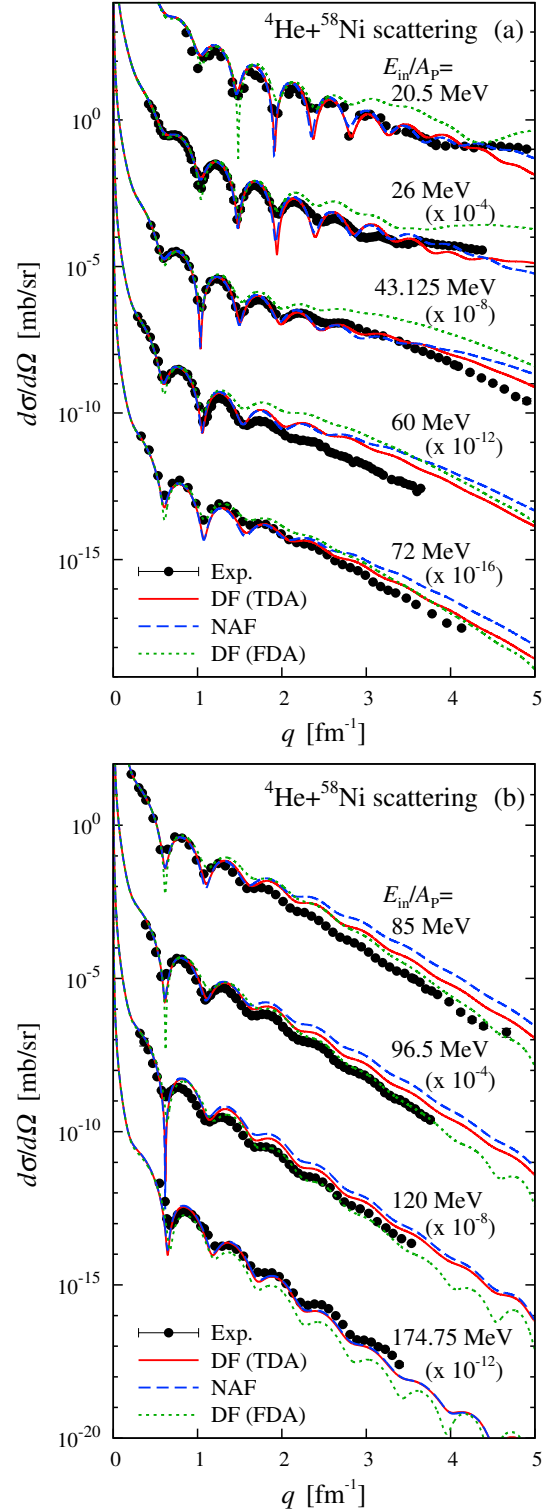 ⁴He+⁵⁸Ni scattering (a)
E_in/A_P=
20.5 MeV
26 MeV
(x 10⁻⁴)
43.125 MeV
(x 10⁻⁸)
60 MeV
(x 10⁻¹²)
72 MeV
(x 10⁻¹⁶)
10⁰
10⁻⁵
10⁻¹⁰
10⁻¹⁵
dσ/dΩ [mb/sr]
Exp.
DF (TDA)
NAF
DF (FDA)
0 1 2 3 4 5
q [fm⁻¹]
⁴He+⁵⁸Ni scattering (b)
E_in/A_P=
85 MeV
96.5 MeV
(x 10⁻⁴)
120 MeV
(x 10⁻⁸)
174.75 MeV
(x 10⁻¹²)
10⁰
10⁻⁵
10⁻¹⁰
10⁻¹⁵
10⁻²⁰
dσ/dΩ [mb/sr]
Exp.
DF (TDA)
NAF
DF (FDA)
0 1 2 3 4 5
q [fm⁻¹]